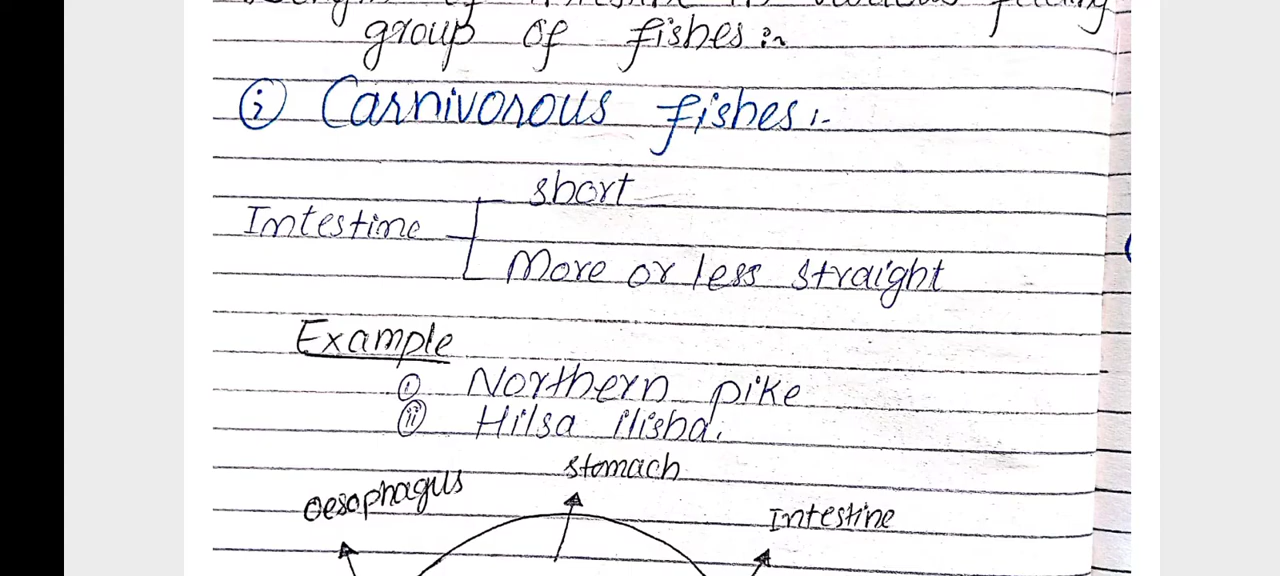 group of fishes :~
(i) Carnivorous fishes :-
short
Intestine
More or less straight
Example
(i) Northern pike
(ii) Hilsa ilisha.
stomach
Oesophagus
Intestine